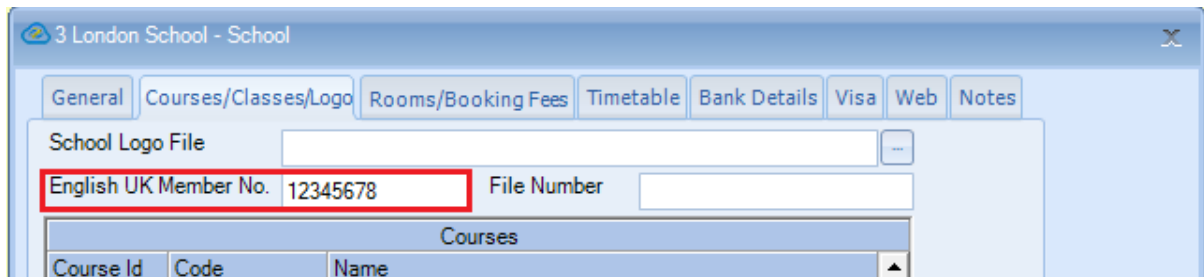 3 London School - School
General Courses/Classes/Logo Rooms/Booking Fees Timetable Bank Details Visa Web Notes
School Logo File ...
English UK Member No. 12345678 File Number
Courses
Course Id Code Name